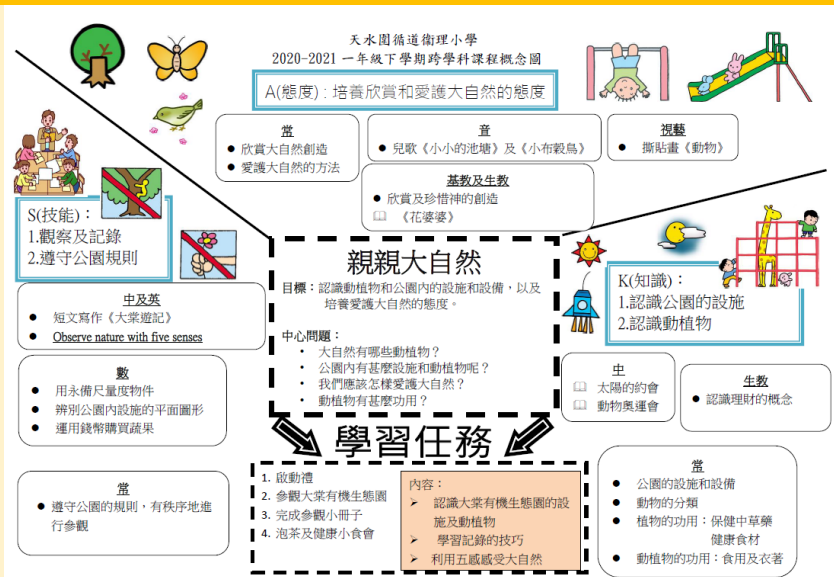 天水圍循道衞理小學
2020-2021 一年級下學期跨學科課程概念圖
A(態度)：培養欣賞和愛護大自然的態度
常
● 欣賞大自然創造
● 愛護大自然的方法
音
● 兒歌《小小的池塘》及《小布穀鳥》
視藝
● 撕貼畫《動物》
基教及生教
● 欣賞及珍惜神的創造
《花婆婆》
S(技能)：
1.觀察及記錄
2.遵守公園規則
中及英
● 短文寫作《大棠遊記》
● Observe nature with five senses
數
● 用永備尺量度物件
● 辨別公園內設施的平面圖形
● 運用錢幣購買蔬果
常
● 遵守公園的規則，有秩序地進
行參觀
親親大自然
目標：認識動植物和公園內的設施和設備，以及
培養愛護大自然的態度。
中心問題：
• 大自然有哪些動植物？
• 公園內有甚麼設施和動植物呢？
• 我們應該怎樣愛護大自然？
• 動植物有甚麼功用？
K(知識)：
1.認識公園的設施
2.認識動植物
中
太陽的約會
動物奧運會
生教
● 認識理財的概念
學習任務
1. 啟動禮
2. 參觀大棠有機生態園
3. 完成參觀小冊子
4. 泡茶及健康小食會
內容：
➢ 認識大棠有機生態園的設
施及動植物
➢ 學習記錄的技巧
➢ 利用五感感受大自然
常
● 公園的設施和設備
● 動物的分類
● 植物的功用：保健中草藥
健康食材
● 動植物的功用：食用及衣著